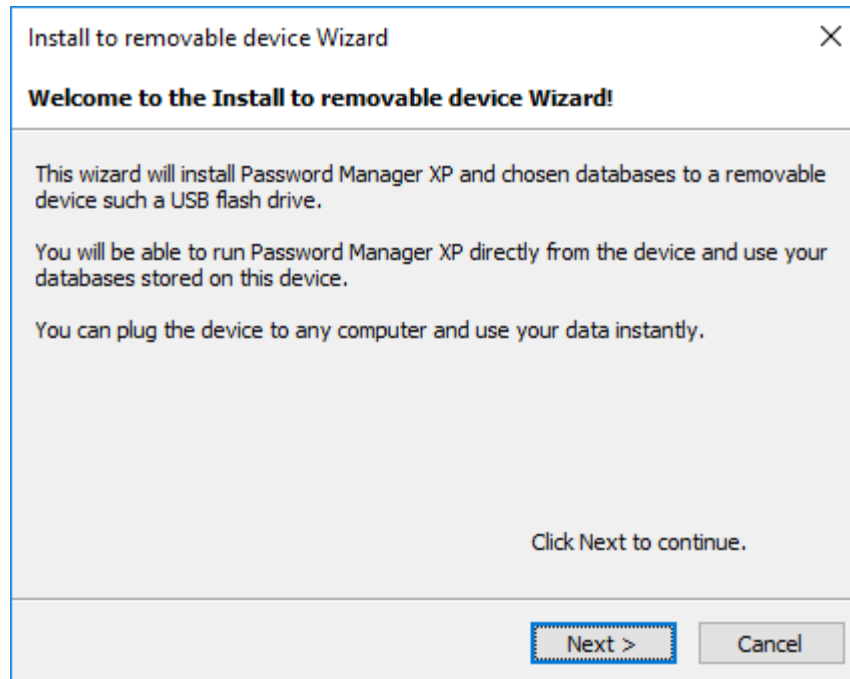 Install to removable device Wizard
Welcome to the Install to removable device Wizard!
This wizard will install Password Manager XP and chosen databases to a removable
device such a USB flash drive.
You will be able to run Password Manager XP directly from the device and use your
databases stored on this device.
You can plug the device to any computer and use your data instantly.
Click Next to continue.
Next >
Cancel